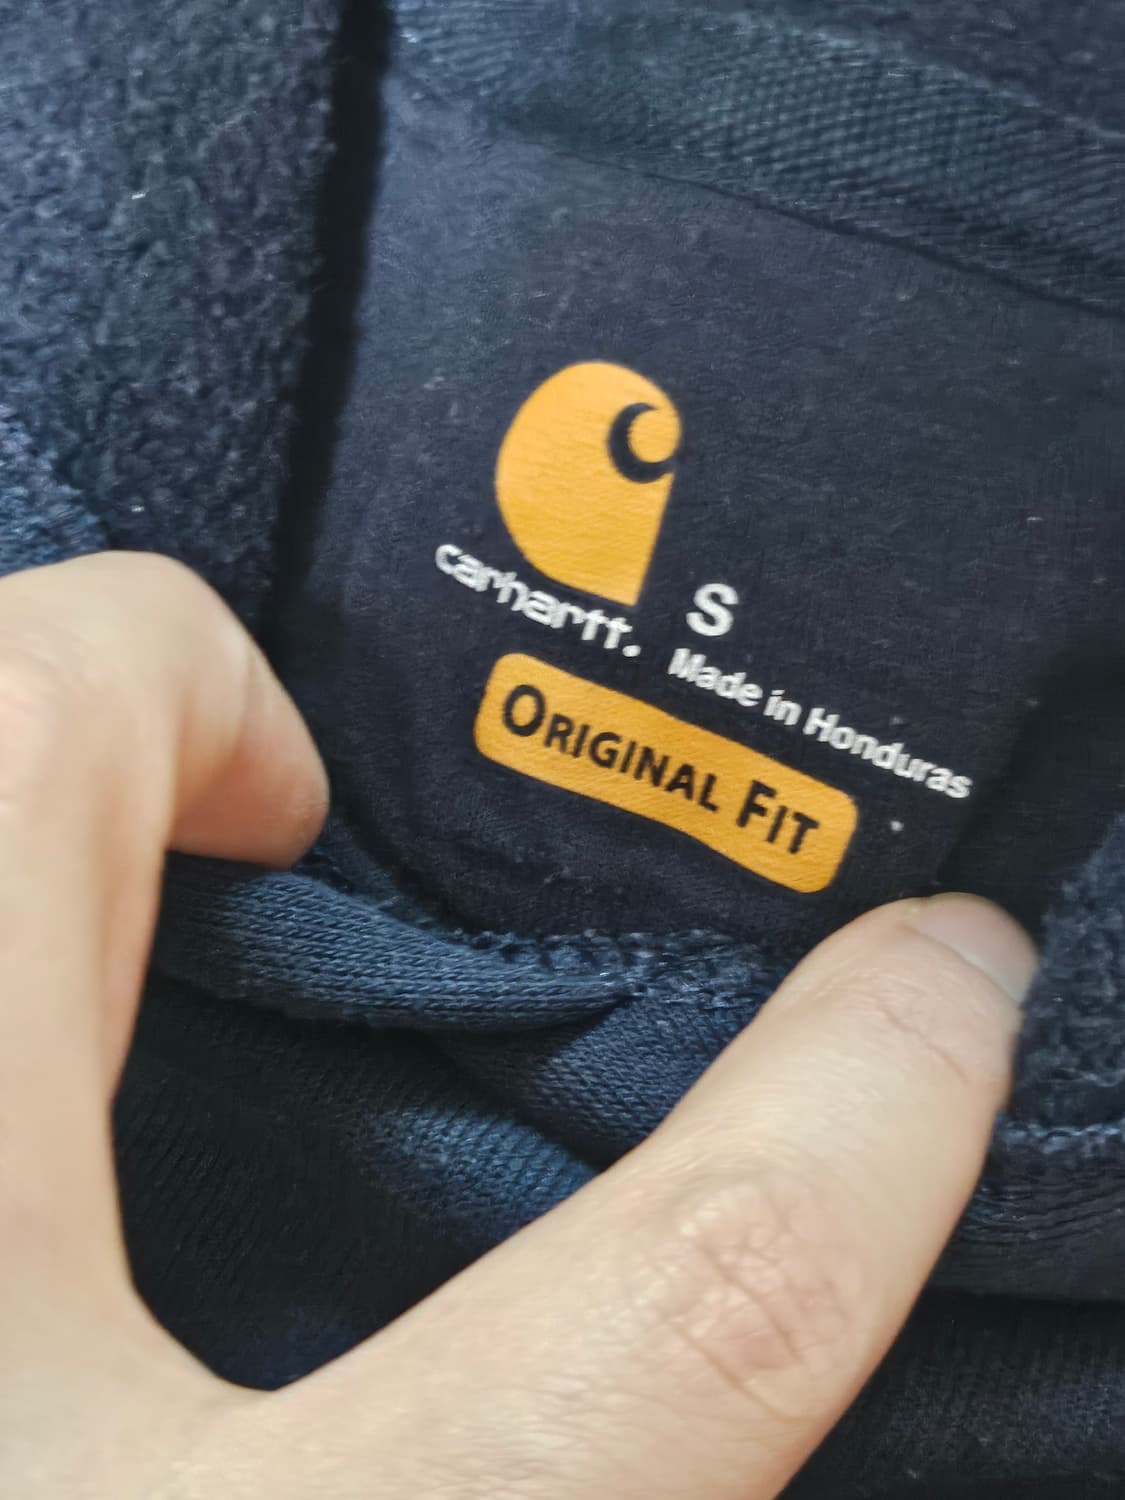 carhartt.
S
Made in Honduras
ORIGINAL FIT